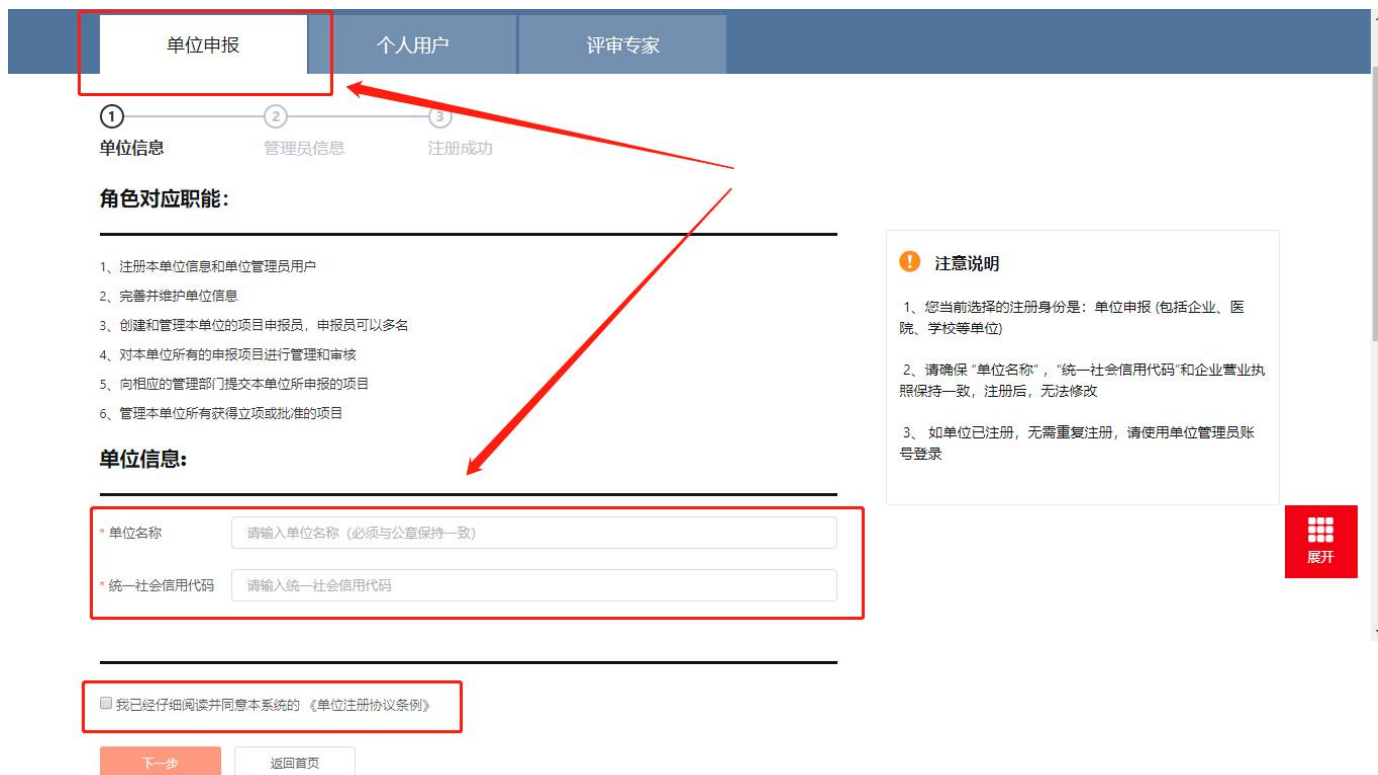 单位申报
个人用户
评审专家
1
2
3
单位信息
管理员信息
注册成功
角色对应职能：
1、注册本单位信息和单位管理员用户
2、完善并维护单位信息
3、创建和管理本单位的项目申报员，申报员可以多名
4、对本单位所有的申报项目进行管理和审核
5、向相应的管理部门提交本单位所申报的项目
6、管理本单位所有获得立项或批准的项目
注意说明
1、您当前选择的注册身份是：单位申报 (包括企业、医
院、学校等单位)
2、请确保 “单位名称” ，“统一社会信用代码”和企业营业执
照保持一致，注册后，无法修改
3、 如单位已注册，无需重复注册，请使用单位管理员账
号登录
单位信息:
* 单位名称
请输入单位名称（必须与公章保持一致）
* 统一社会信用代码
请输入统一社会信用代码
展开
我已经仔细阅读并同意本系统的 《单位注册协议条例》
下一步
返回首页